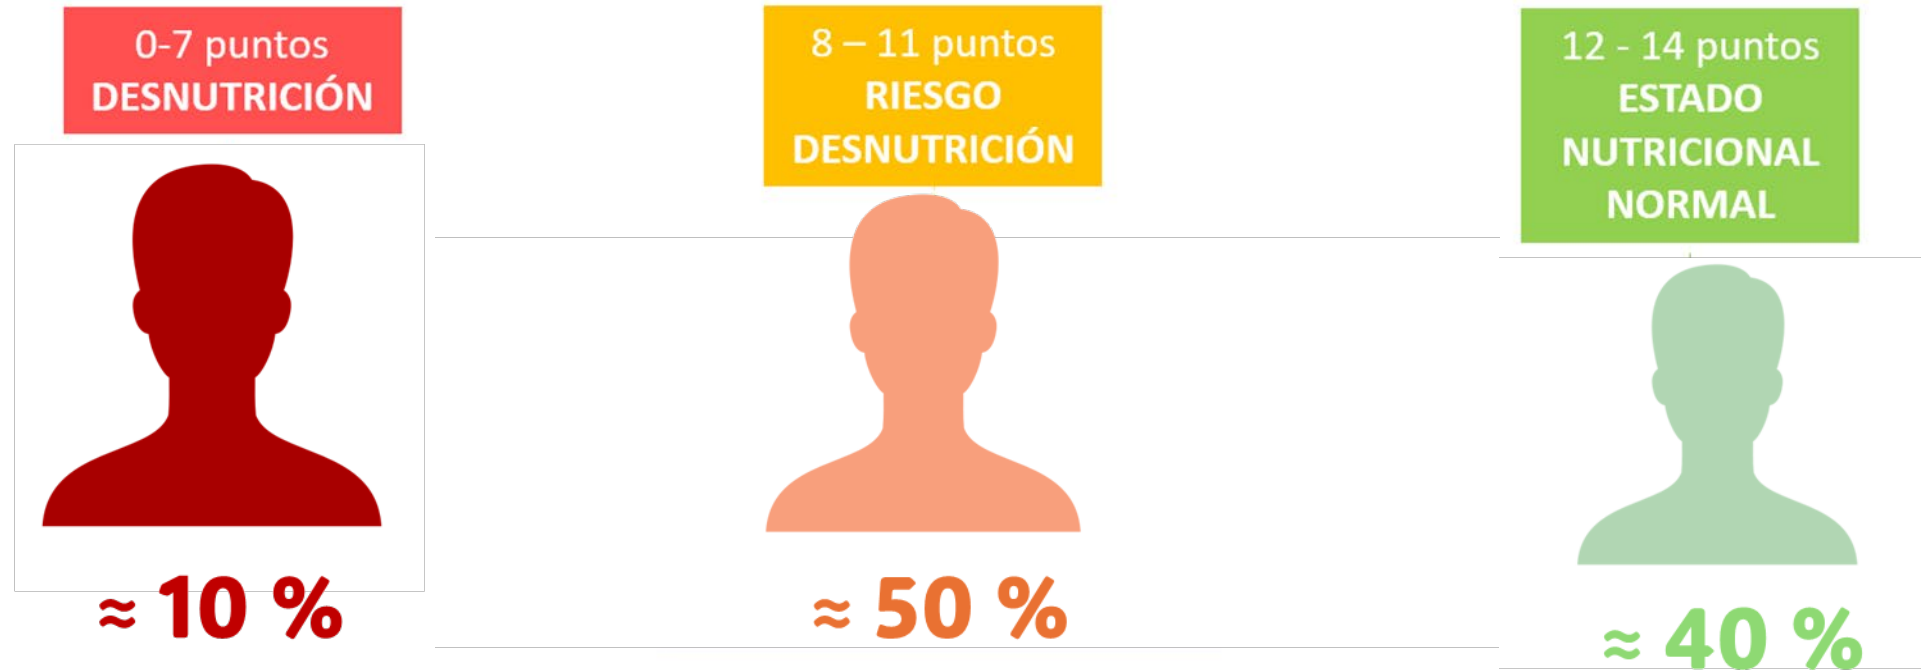 0-7 puntos
DESNUTRICIÓN
≈ 10 %
8 – 11 puntos
RIESGO
DESNUTRICIÓN
≈ 50 %
12 - 14 puntos
ESTADO
NUTRICIONAL
NORMAL
≈ 40 %